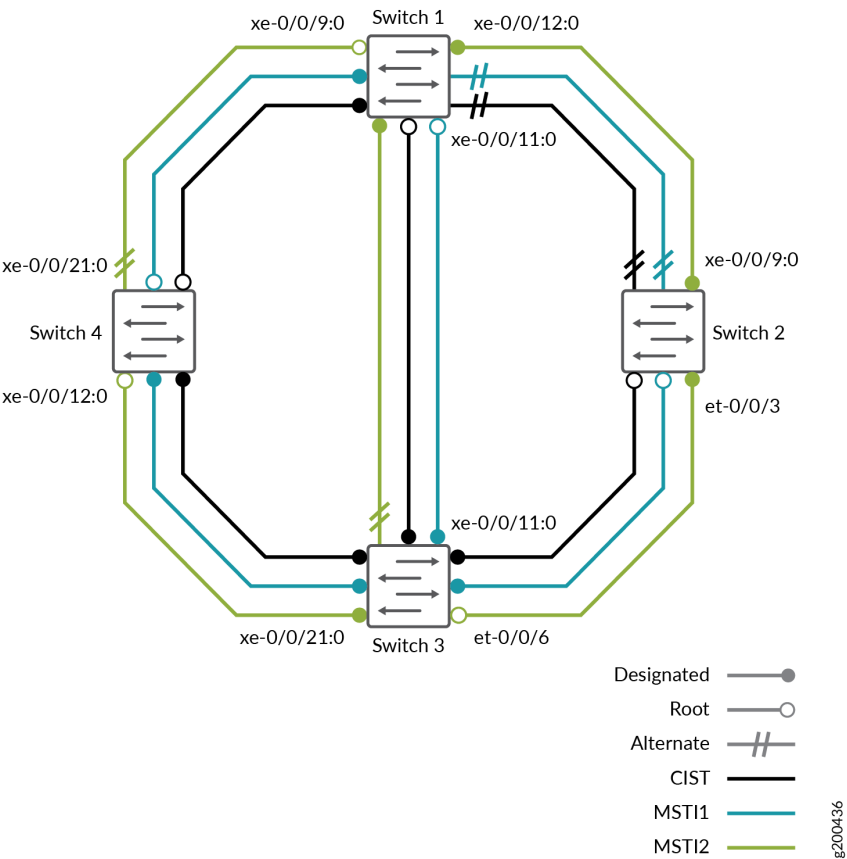 Switch 1
xe-0/0/9:0
xe-0/0/12:0
xe-0/0/11:0
xe-0/0/21:0
xe-0/0/9:0
Switch 4
Switch 2
xe-0/0/12:0
et-0/0/3
xe-0/0/11:0
xe-0/0/21:0
Switch 3
et-0/0/6
Designated
Root
Alternate
CIST
MSTI1
MSTI2
g200436